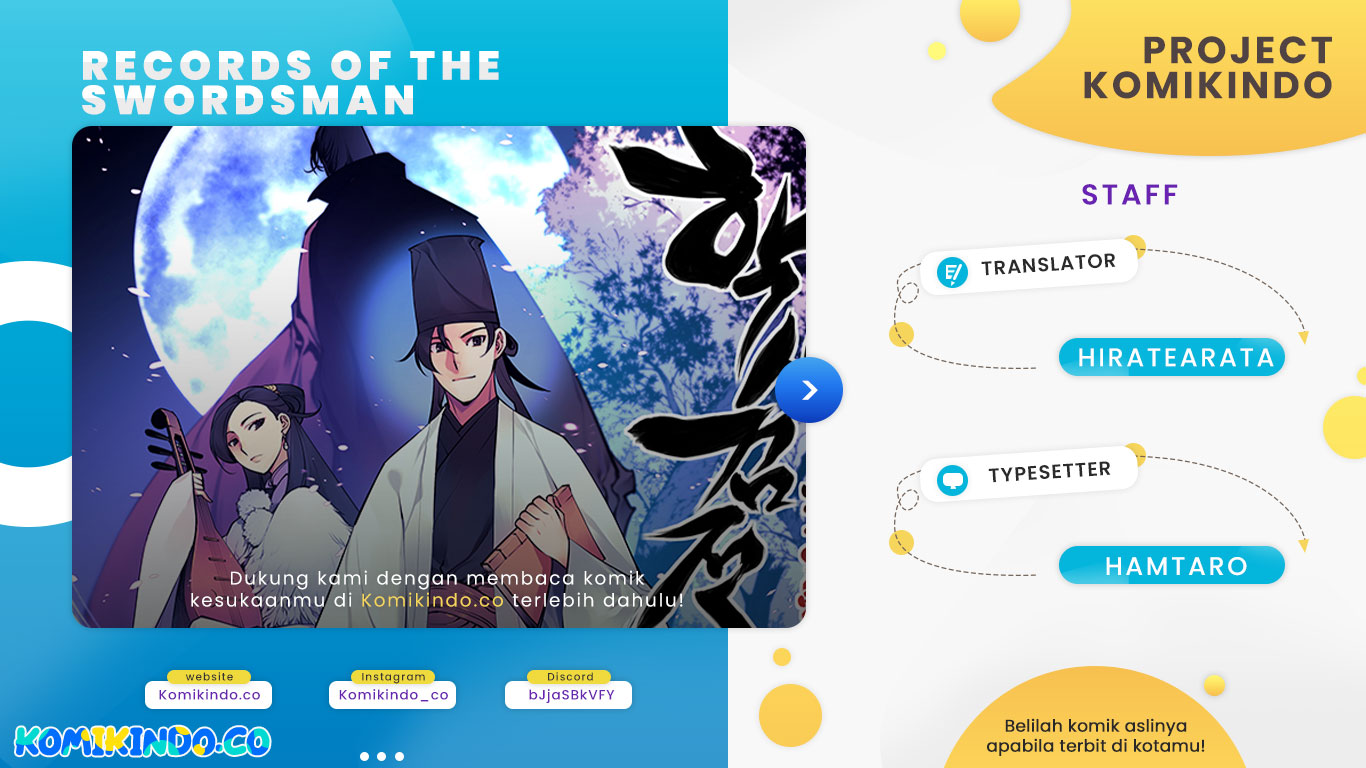 RECORDS OF THE
SWORDSMAN
Dukung kami dengan membaca komik
kesukaanmu di Komikindo.co terlebih dahulu!
website
Komikindo.co
Instagram
Komikindo_co
Discord
bJjaSBkVFY
KOMIKINDO.CO
PROJECT
KOMIKINDO
STAFF
TRANSLATOR
HIRATEARATA
TYPESETTER
HAMTARO
Belilah komik aslinya
apabila terbit di kotamu!